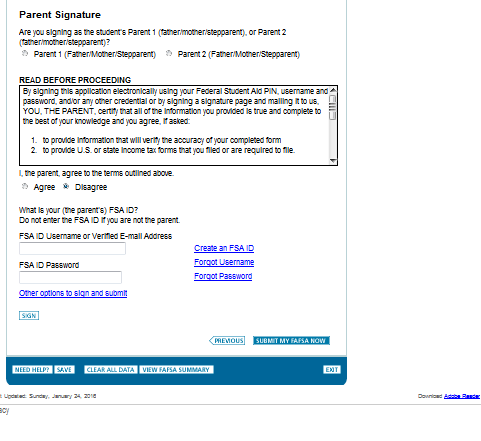 Parent Signature
Are you signing as the student's Parent 1 (father/mother/stepparent), or Parent 2
(father/mother/stepparent)?
Parent 1 (Father/Mother/Stepparent) Parent 2 (Father/Mother/Stepparent)
READ BEFORE PROCEEDING
By signing this application electronically using your Federal Student Aid PIN, username and
password, and/or any other credential or by signing a signature page and mailing it to us,
YOU, THE PARENT, certify that all of the information you provided is true and complete to
the best of your knowledge and you agree, if asked:
1. to provide information that will verify the accuracy of your completed form
2. to provide U.S. or state income tax forms that you filed or are required to file.
I, the parent, agree to the terms outlined above.
Agree Disagree
What is your (the parent's) FSA ID?
Do not enter the FSA ID if you are not the parent.
FSA ID Username or Verified E-mail Address
Create an FSA ID
FSA ID Password
Forgot Username
Forgot Password
Other options to sign and submit
SIGN
PREVIOUS SUBMIT MY FAFSA NOW
NEED HELP? SAVE CLEAR ALL DATA VIEW FAFSA SUMMARY EXIT
t Updated: Sunday, January 24, 2016 Download Adobe Reader
acy